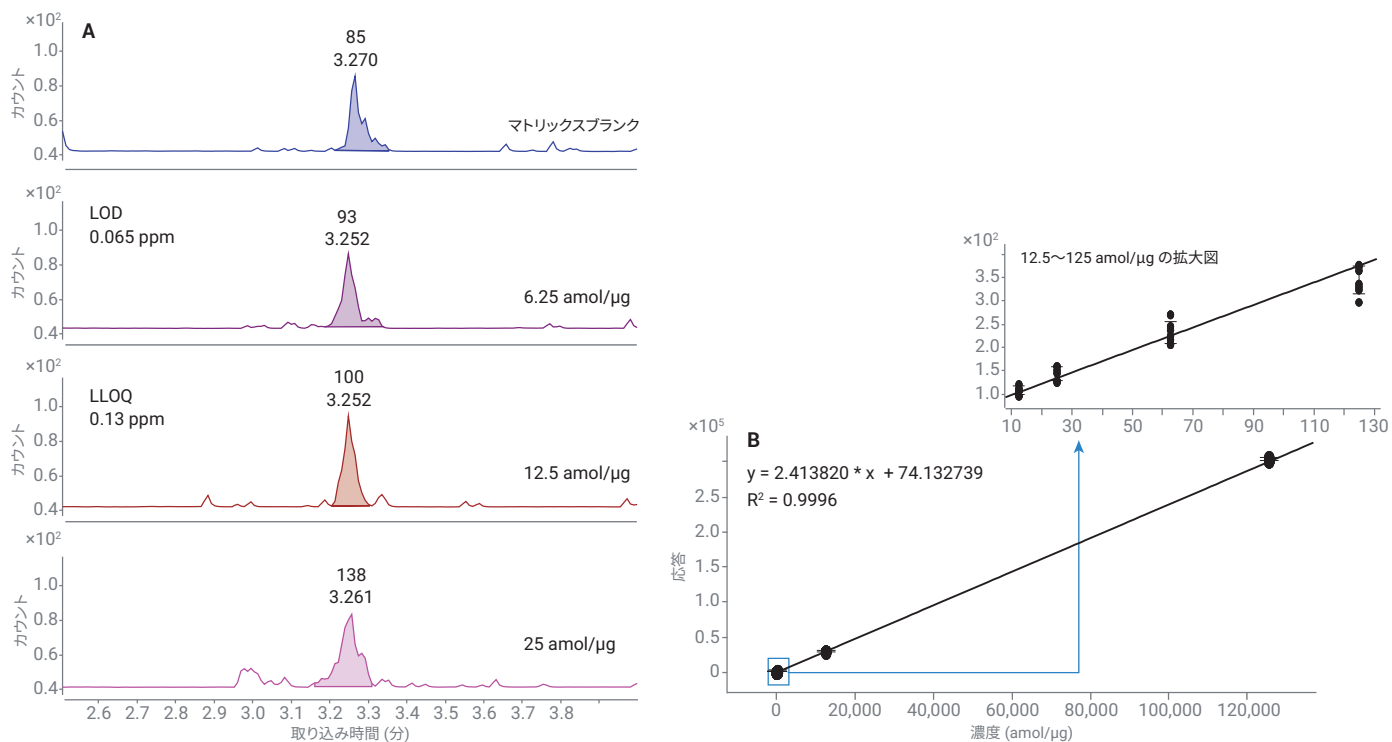 A
×10²
1.0
0.8
0.6
0.4
カウント
85
3.270
マトリックスブランク
×10²
1.0
0.8
0.6
0.4
カウント
LOD
0.065 ppm
93
3.252
6.25 amol/µg
×10²
1.0
0.8
0.6
0.4
カウント
LLOQ
0.13 ppm
100
3.252
12.5 amol/µg
×10²
1.0
0.8
0.6
0.4
カウント
138
3.261
25 amol/µg
2.6 2.7 2.8 2.9 3.0 3.1 3.2 3.3 3.4 3.5 3.6 3.7 3.8
取り込み時間 (分)
×10²
12.5～125 amol/µg の拡大図
3.5
3.0
2.5
2.0
1.5
1.0
10 30 50 70 90 110 130
×10⁵
B
y = 2.413820 * x + 74.132739
R² = 0.9996
2.5
2.0
1.5
1.0
0.5
0
応答
0 20,000 40,000 60,000 80,000 100,000 120,000
濃度 (amol/µg)